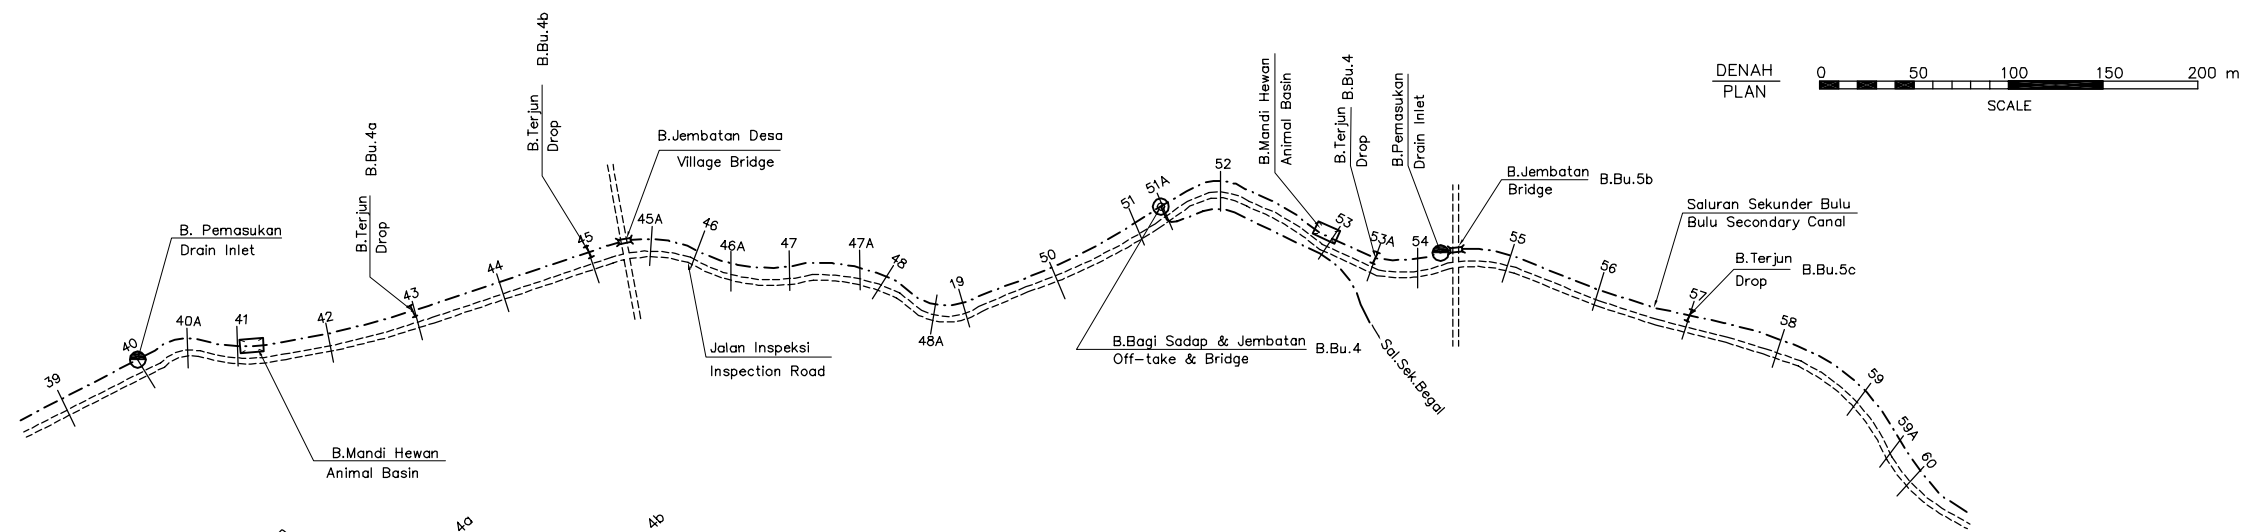 DENAH
PLAN
0 50 100 150 200 m
SCALE
B. Pemasukan
Drain Inlet
B.Terjun B.Bu.4a
Drop
B.Terjun B.Bu.4b
Drop
B.Jembatan Desa
Village Bridge
B.Mandi Hewan
Animal Basin
B.Terjun B.Bu.4
Drop
B.Pemasukan
Drain Inlet
B.Jembatan B.Bu.5b
Bridge
Saluran Sekunder Bulu
Bulu Secondary Canal
B.Terjun B.Bu.5c
Drop
39
40
40A
41
42
43
44
45
45A
46
46A
47
47A
48
48A
19
50
51
51A
52
53
53A
54
55
56
57
58
59
59A
60
B.Mandi Hewan
Animal Basin
Jalan Inspeksi
Inspection Road
B.Bagi Sadap & Jembatan B.Bu.4
Off-take & Bridge
Sal.Sek.Begal
4a
4b